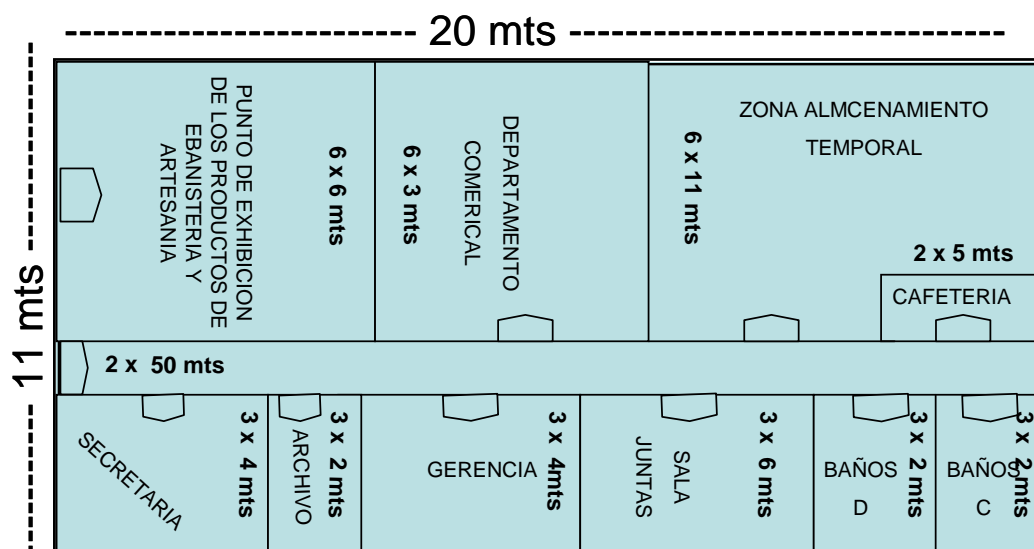 20 mts
11 mts
PUNTO DE EXHIBICION
DE LOS PRODUCTOS DE
EBANISTERIA Y
ARTESANIA
6 x 6 mts
6 x 3 mts
DEPARTAMENTO
COMERICAL
6 x 11 mts
ZONA ALMCENAMIENTO
TEMPORAL
2 x 5 mts
CAFETERIA
2 x 50 mts
SECRETARIA
3 x 4 mts
ARCHIVO
3 x 2 mts
GERENCIA
3 x 4mts
SALA
JUNTAS
3 x 6 mts
BAÑOS
D
3 x 2 mts
BAÑOS
C
3 x 2 mts